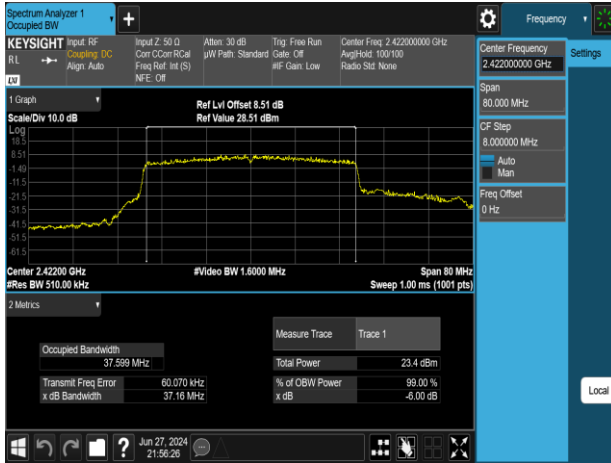 Spectrum Analyzer 1
Occupied BW
+
Frequency
KEYSIGHT
Input: RF
Coupling: DC
Align: Auto
RL
LXI
Input Z: 50 Ω
Corr CCorr RCal
Freq Ref: Int (S)
NFE: Off
Atten: 30 dB
µW Path: Standard
Trig: Free Run
Gate: Off
#IF Gain: Low
Center Freq: 2.422000000 GHz
Avg|Hold: 100/100
Radio Std: None
Center Frequency
2.422000000 GHz
Settings
Span
80.000 MHz
CF Step
8.000000 MHz
Auto
Man
Freq Offset
0 Hz
1 Graph
Scale/Div 10.0 dB
Ref Lvl Offset 8.51 dB
Ref Value 28.51 dBm
Log
18.5
8.51
-1.49
-11.5
-21.5
-31.5
-41.5
-51.5
-61.5
Center 2.42200 GHz
#Video BW 1.6000 MHz
Span 80 MHz
#Res BW 510.00 kHz
Sweep 1.00 ms (1001 pts)
2 Metrics
Measure Trace Trace 1
Occupied Bandwidth
37.599 MHz
Total Power 23.4 dBm
Transmit Freq Error 60.070 kHz
% of OBW Power 99.00 %
x dB Bandwidth 37.16 MHz
x dB -6.00 dB
Local
?
Jun 27, 2024
21:56:26